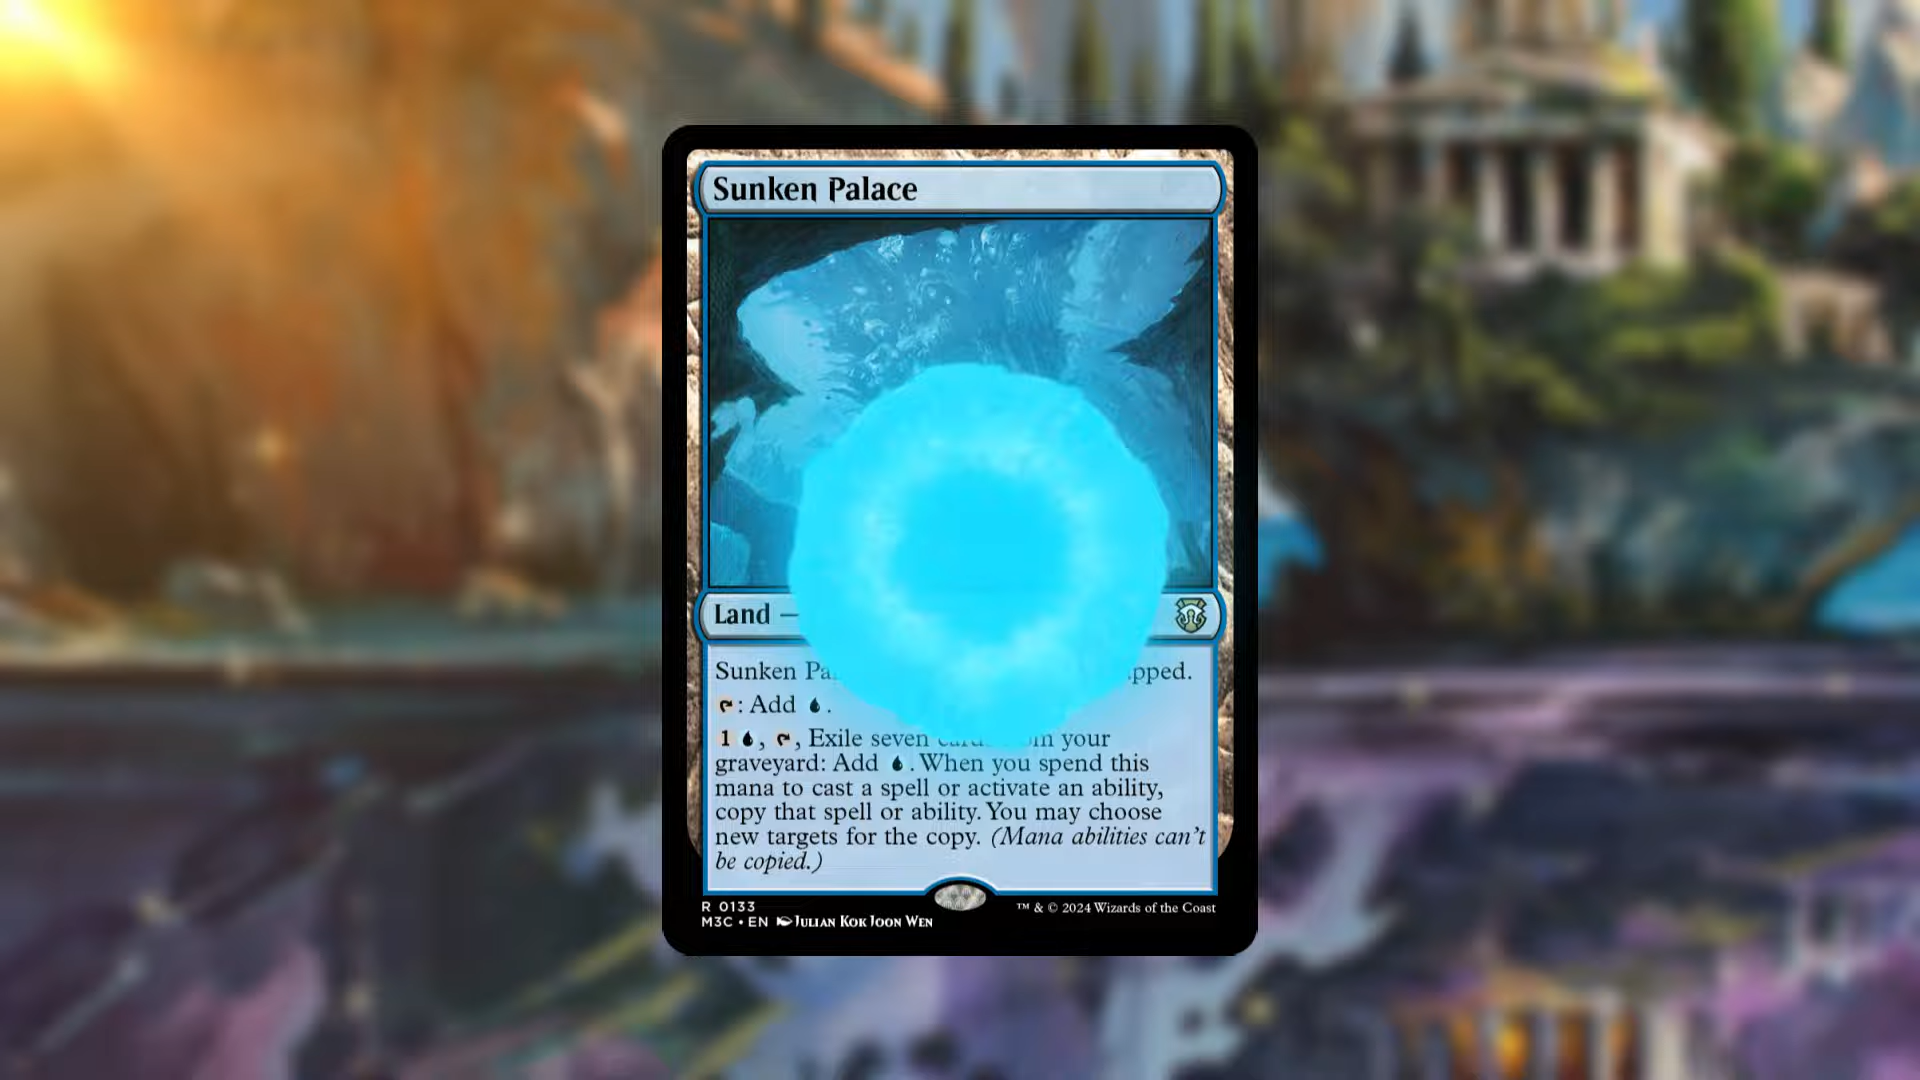 Sunken Palace
Land —
Sunken
: Add .
1 , , Exile seven your
graveyard: Add . When you spend this
mana to cast a spell or activate an ability,
copy that spell or ability. You may choose
new targets for the copy. (Mana abilities can't
be copied.)
R 0133
M3C • EN Julian Kok Joon Wen
™ & © 2024 Wizards of the Coast